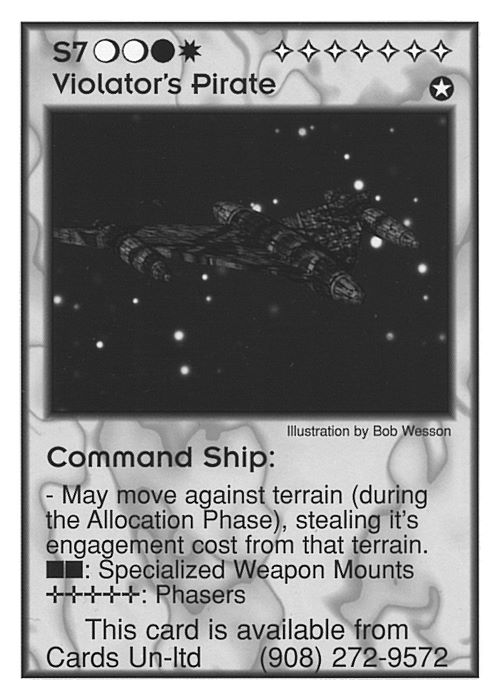 S7
Violator's Pirate
Illustration by Bob Wesson
Command Ship:
- May move against terrain (during
the Allocation Phase), stealing it's
engagement cost from that terrain.
■■: Specialized Weapon Mounts
✢✢✢✢✢: Phasers
This card is available from
Cards Un-ltd (908) 272-9572